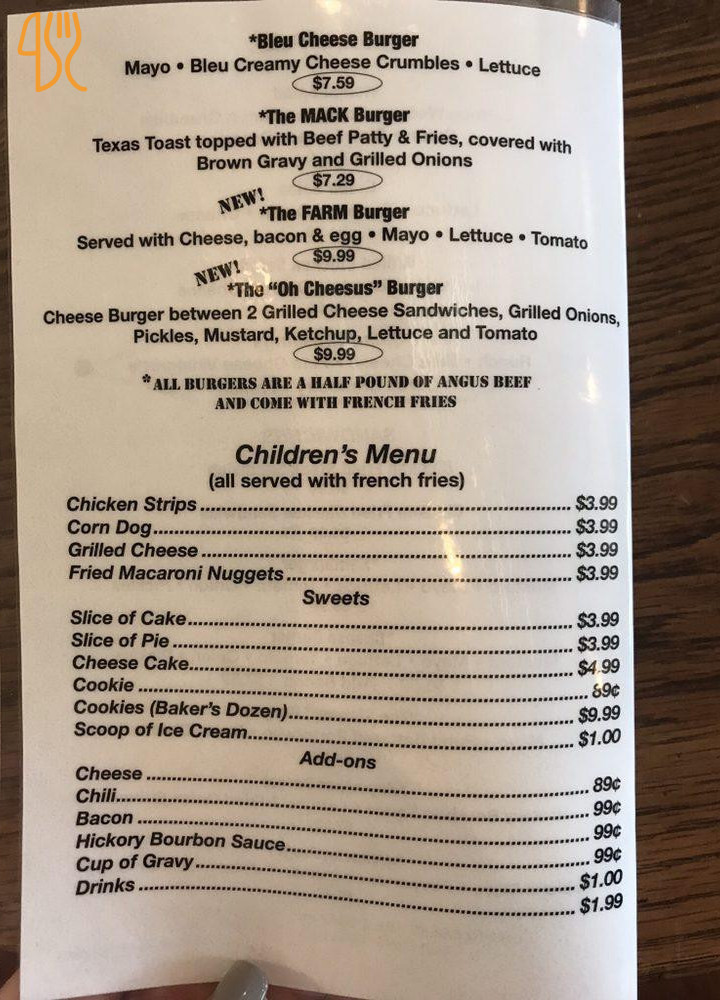 *Bleu Cheese Burger
Mayo • Bleu Creamy Cheese Crumbles • Lettuce
$7.59
*The MACK Burger
Texas Toast topped with Beef Patty & Fries, covered with
Brown Gravy and Grilled Onions
$7.29
NEW!
*The FARM Burger
Served with Cheese, bacon & egg • Mayo • Lettuce • Tomato
$9.99
NEW!
*The "Oh Cheesus" Burger
Cheese Burger between 2 Grilled Cheese Sandwiches, Grilled Onions,
Pickles, Mustard, Ketchup, Lettuce and Tomato
$9.99
*ALL BURGERS ARE A HALF POUND OF ANGUS BEEF
AND COME WITH FRENCH FRIES
Children's Menu
(all served with french fries)
Chicken Strips $3.99
Corn Dog $3.99
Grilled Cheese $3.99
Fried Macaroni Nuggets $3.99
Sweets
Slice of Cake $3.99
Slice of Pie $3.99
Cheese Cake $4.99
Cookie 89¢
Cookies (Baker's Dozen) $9.99
Scoop of Ice Cream $1.00
Add-ons
Cheese 89¢
Chili 99¢
Bacon 99¢
Hickory Bourbon Sauce 99¢
Cup of Gravy $1.00
Drinks $1.99